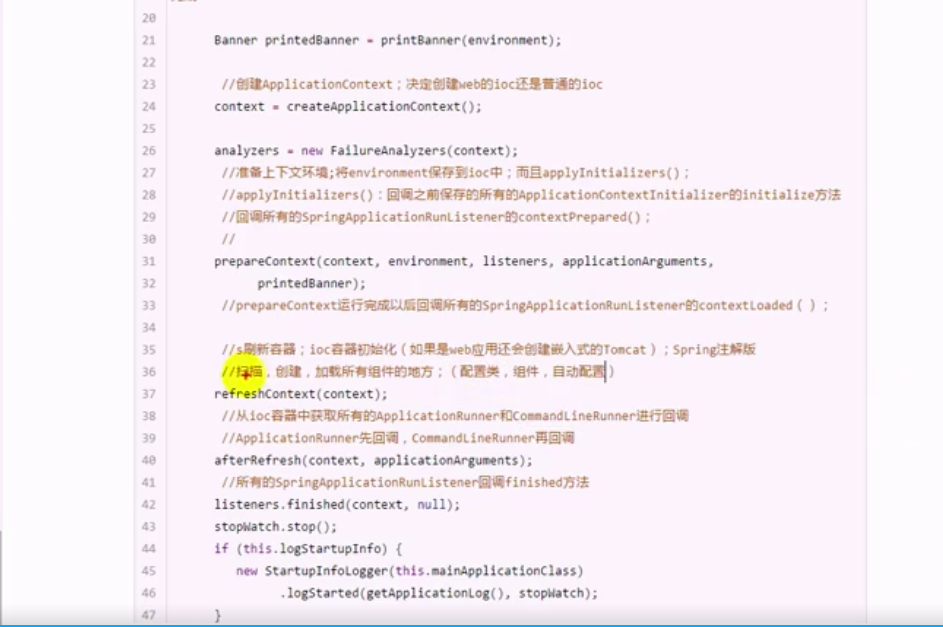 20
21 Banner printedBanner = printBanner(environment);
22
23 //创建ApplicationContext；决定创建web的ioc还是普通的ioc
24 context = createApplicationContext();
25
26 analyzers = new FailureAnalyzers(context);
27 //准备上下文环境;将environment保存到ioc中；而且applyInitializers()；
28 //applyInitializers()：回调之前保存的所有的ApplicationContextInitializer的initialize方法
29 //回调所有的SpringApplicationRunListener的contextPrepared()；
30 //
31 prepareContext(context, environment, listeners, applicationArguments,
32 printedBanner);
33 //prepareContext运行完成以后回调所有的SpringApplicationRunListener的contextLoaded（）；
34
35 //s刷新容器；ioc容器初始化（如果是web应用还会创建嵌入式的Tomcat）；Spring注解版
36 //扫描，创建，加载所有组件的地方；（配置类，组件，自动配置）
37 refreshContext(context);
38 //从ioc容器中获取所有的ApplicationRunner和CommandLineRunner进行回调
39 //ApplicationRunner先回调，CommandLineRunner再回调
40 afterRefresh(context, applicationArguments);
41 //所有的SpringApplicationRunListener回调finished方法
42 listeners.finished(context, null);
43 stopWatch.stop();
44 if (this.logStartupInfo) {
45 new StartupInfoLogger(this.mainApplicationClass)
46 .logStarted(getApplicationLog(), stopWatch);
47 }